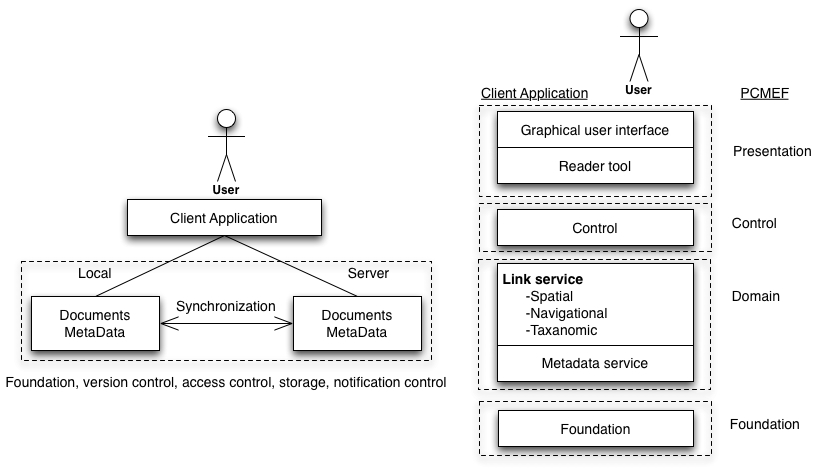 User
Client Application
Local
Server
Documents
MetaData
Synchronization
Documents
MetaData
Foundation, version control, access control, storage, notification control
User
Client Application
PCMEF
Graphical user interface
Reader tool
Presentation
Control
Control
Link service
-Spatial
-Navigational
-Taxanomic
Metadata service
Domain
Foundation
Foundation